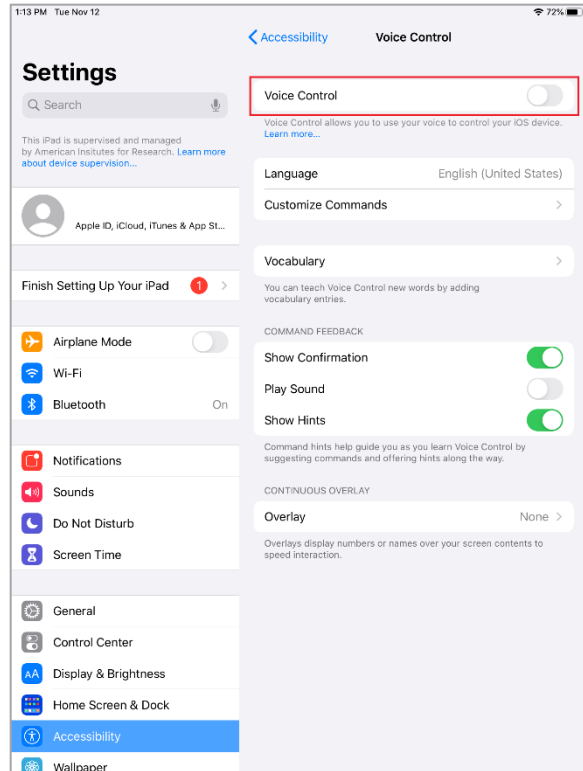 1:13 PM Tue Nov 12
72%
Settings
Search
This iPad is supervised and managed
by American Insitutes for Research. Learn more
about device supervision...
Apple ID, iCloud, iTunes & App St...
Finish Setting Up Your iPad 1
Airplane Mode
Wi-Fi
Bluetooth On
Notifications
Sounds
Do Not Disturb
Screen Time
General
Control Center
AA Display & Brightness
Home Screen & Dock
Accessibility
Wallpaper
Accessibility Voice Control
Voice Control
Voice Control allows you to use your voice to control your iOS device.
Learn more...
Language English (United States)
Customize Commands
Vocabulary
You can teach Voice Control new words by adding
vocabulary entries.
COMMAND FEEDBACK
Show Confirmation
Play Sound
Show Hints
Command hints help guide you as you learn Voice Control by
suggesting commands and offering hints along the way.
CONTINUOUS OVERLAY
Overlay None
Overlays display numbers or names over your screen contents to
speed interaction.